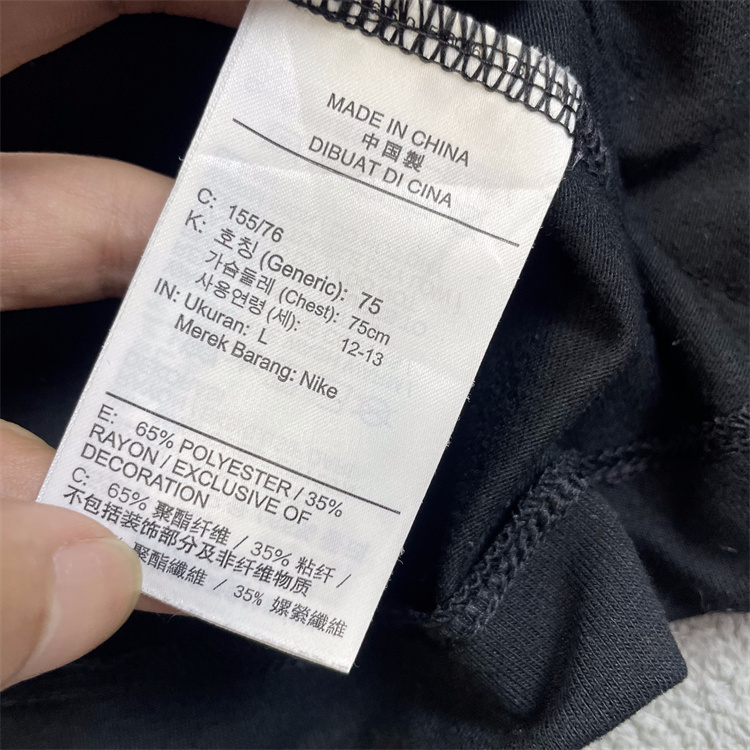 MADE IN CHINA
中国製
DIBUAT DI CINA
C: 155/76
K: 호칭 (Generic): 75
가슴둘레 (Chest): 75cm
사용연령 (세): 12-13
IN: Ukuran: L
Merek Barang: Nike
E: 65% POLYESTER / 35%
RAYON / EXCLUSIVE OF
DECORATION
C: 65% 聚酯纤维 / 35% 粘纤 /
不包括装饰部分及非纤维物质
聚酯纖維 / 35% 嫘縈纖維